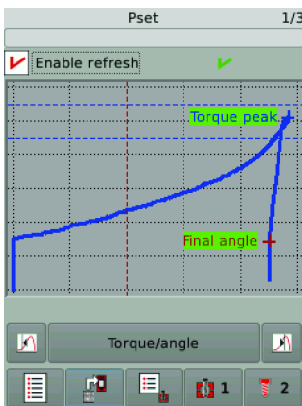 Pset 1/3
Enable refresh
Torque peak
Final angle
Torque/angle
1 2